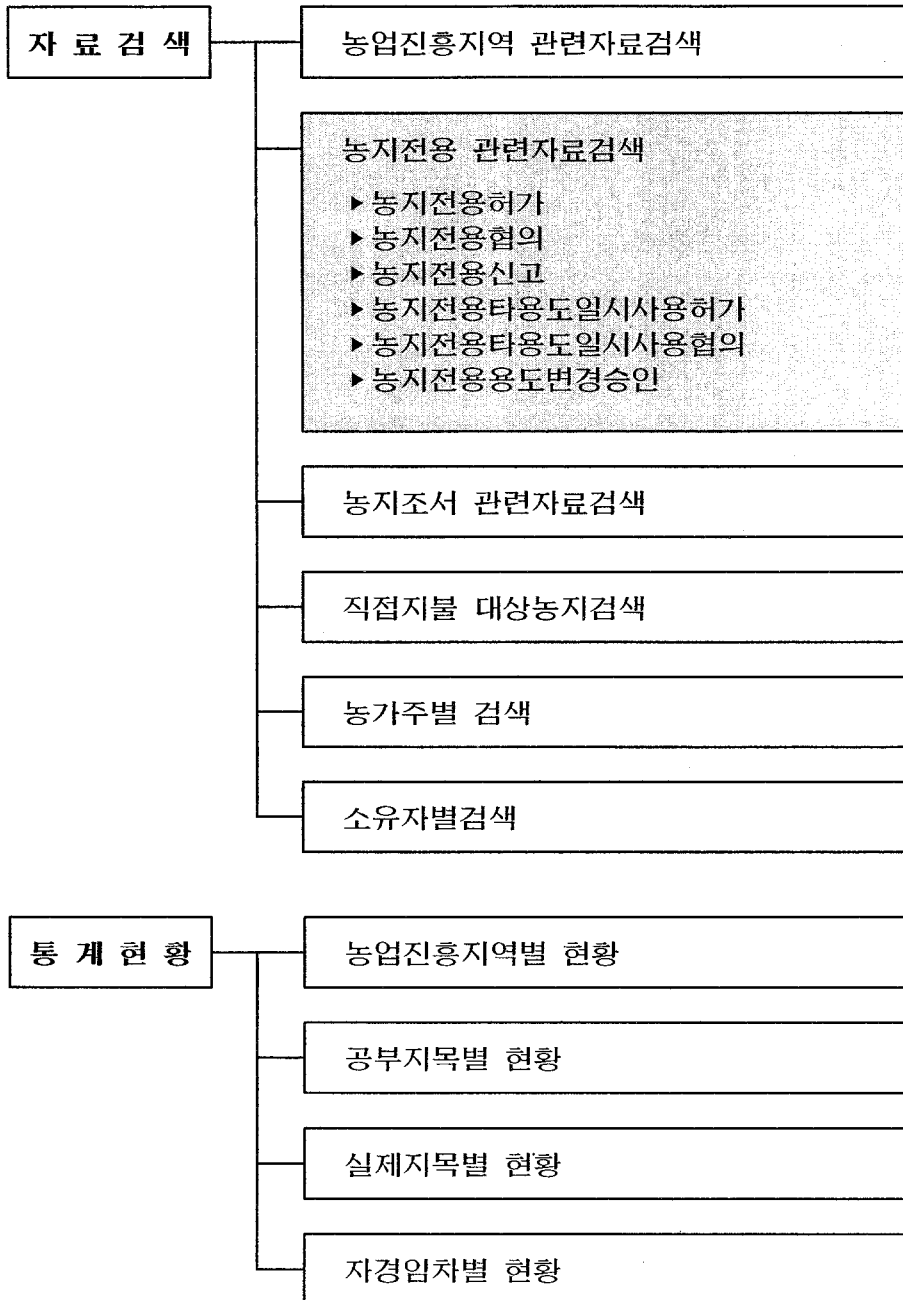 자 료 검 색
농업진흥지역 관련자료검색
농지전용 관련자료검색
▶농지전용허가
▶농지전용협의
▶농지전용신고
▶농지전용타용도일시사용허가
▶농지전용타용도일시사용협의
▶농지전용용도변경승인
농지조서 관련자료검색
직접지불 대상농지검색
농가주별 검색
소유자별검색
통 계 현 황
농업진흥지역별 현황
공부지목별 현황
실제지목별 현황
자경임차별 현황